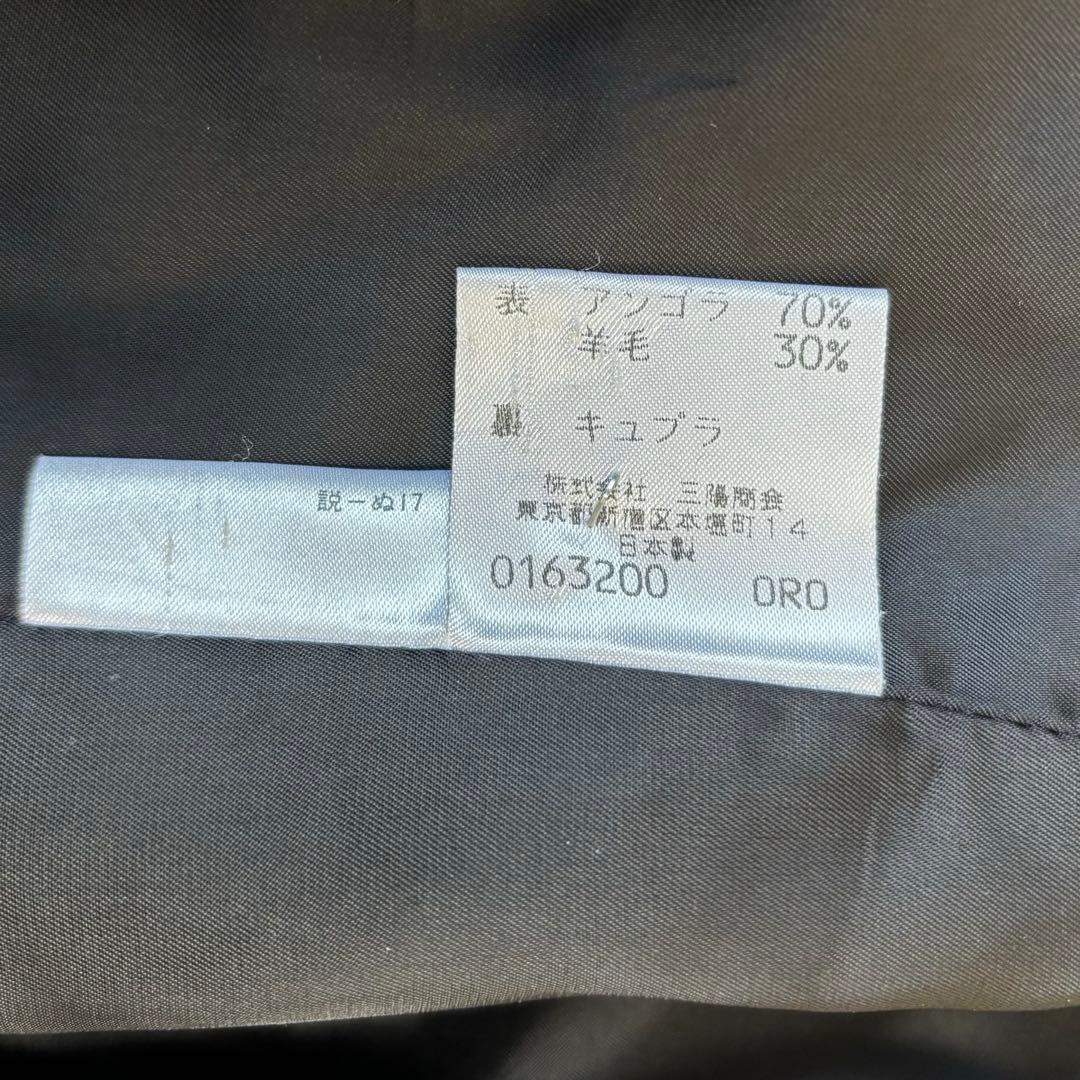 表 アンゴラ 70%
羊毛 30%
裏 キュプラ
株式会社 三陽商会
東京都新宿区本塩町14
日本製
0163200 0R0
説ーぬ17